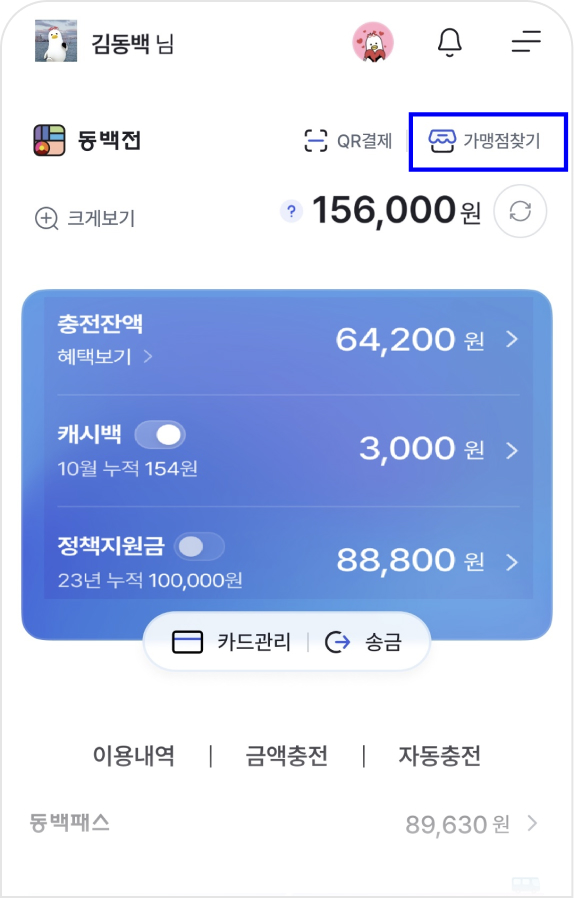 김동백 님
동백전
QR결제
가맹점찾기
크게보기
? 156,000 원
충전잔액
64,200 원
혜택보기
캐시백
3,000 원
10월 누적 154원
정책지원금
88,800 원
23년 누적 100,000원
카드관리 | 송금
이용내역 | 금액충전 | 자동충전
동백패스
89,630 원